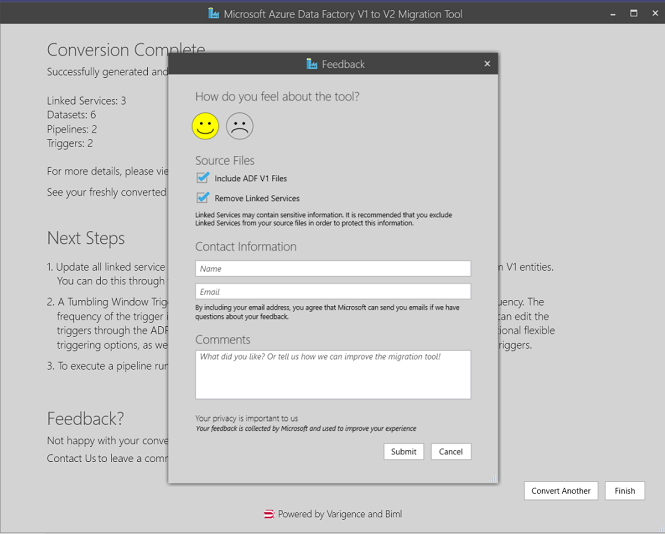 Microsoft Azure Data Factory V1 to V2 Migration Tool
Conversion Complete
Successfully generated and
Linked Services: 3
Datasets: 6
Pipelines: 2
Triggers: 2
For more details, please vie
See your freshly converted
Next Steps
1. Update all linked service
n V1 entities.
You can do this through
2. A Tumbling Window Trig
uency. The
frequency of the trigger i
can edit the
triggers through the ADF
tional flexible
triggering options, as we
triggers.
3. To execute a pipeline run
Feedback?
Not happy with your conve
Contact Us to leave a comm
Feedback
How do you feel about the tool?
Source Files
Include ADF V1 Files
Remove Linked Services
Linked Services may contain sensitive information. It is recommended that you exclude
Linked Services from your source files in order to protect this information.
Contact Information
Name
Email
By including your email address, you agree that Microsoft can send you emails if we have
questions about your feedback.
Comments
What did you like? Or tell us how we can improve the migration tool!
Your privacy is important to us
Your feedback is collected by Microsoft and used to improve your experience
Submit
Cancel
Convert Another
Finish
Powered by Varigence and Biml